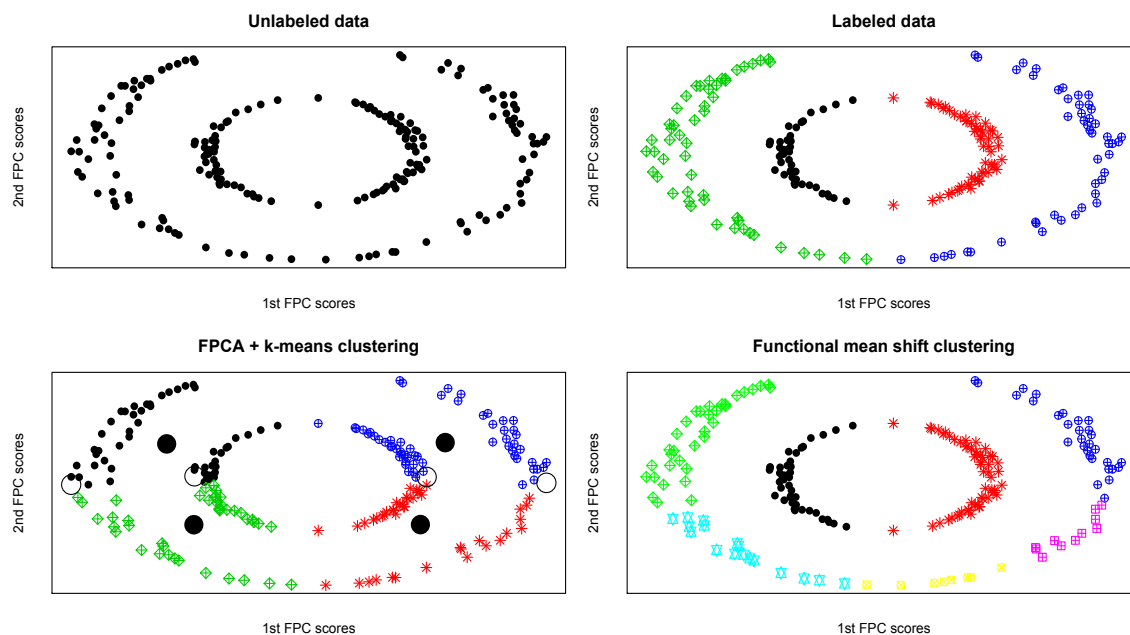 Unlabeled data
2nd FPC scores
1st FPC scores
Labeled data
2nd FPC scores
1st FPC scores
FPCA + k-means clustering
2nd FPC scores
1st FPC scores
Functional mean shift clustering
2nd FPC scores
1st FPC scores